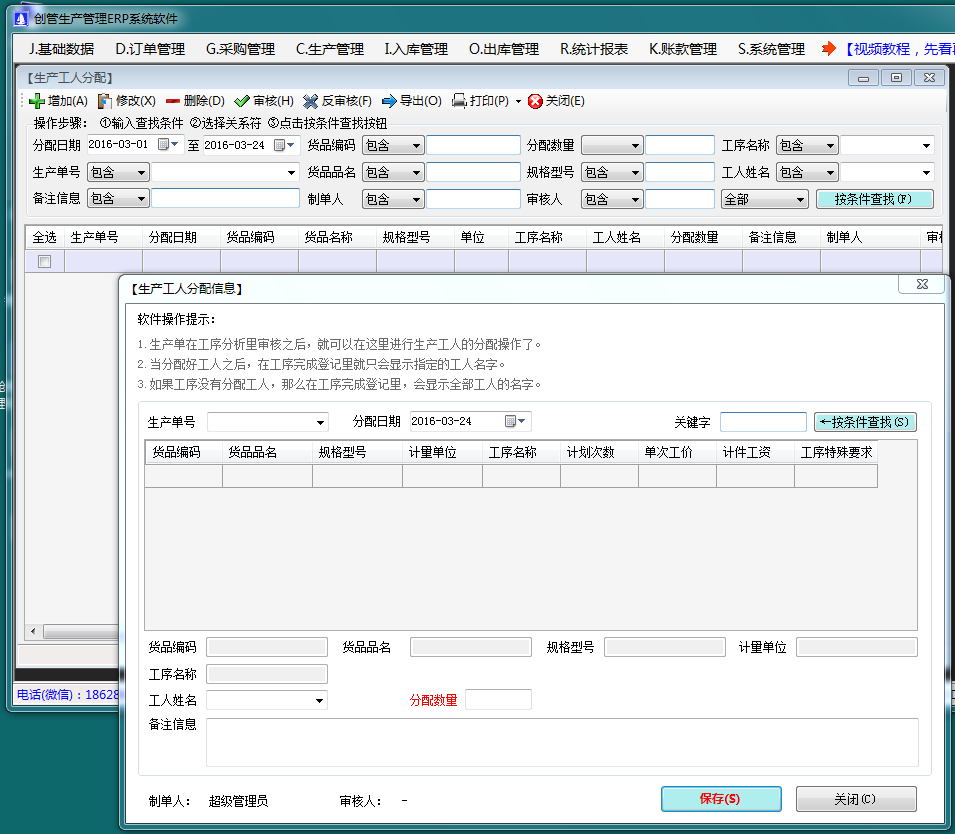 创管生产管理ERP系统软件
J.基础数据 D.订单管理 G.采购管理 C.生产管理 I.入库管理 O.出库管理 R.统计报表 K.账款管理 S.系统管理 【视频教程，先看
【生产工人分配】
增加(A) 修改(X) 删除(D) 审核(H) 反审核(F) 导出(O) 打印(P) 关闭(E)
操作步骤： ①输入查找条件 ②选择关系符 ③点击按条件查找按钮
分配日期 2016-03-01 至 2016-03-24 货品编码 包含 分配数量 工序名称 包含
生产单号 包含 货品品名 包含 规格型号 包含 工人姓名 包含
备注信息 包含 制单人 包含 审核人 包含 全部 按条件查找(F)
全选 生产单号 分配日期 货品编码 货品名称 规格型号 单位 工序名称 工人姓名 分配数量 备注信息 制单人
【生产工人分配信息】
软件操作提示：
1. 生产单在工序分析里审核之后，就可以在这里进行生产工人的分配操作了。
2. 当分配好工人之后，在工序完成登记里就只会显示指定的工人名字。
3. 如果工序没有分配工人，那么在工序完成登记里，会显示全部工人的名字。
生产单号 分配日期 2016-03-24 关键字 ←按条件查找(S)
货品编码 货品品名 规格型号 计量单位 工序名称 计划次数 单次工价 计件工资 工序特殊要求
货品编码 货品品名 规格型号 计量单位
工序名称
工人姓名 分配数量
电话(微信)：18628
备注信息
制单人： 超级管理员 审核人： - 保存(S) 关闭(C)